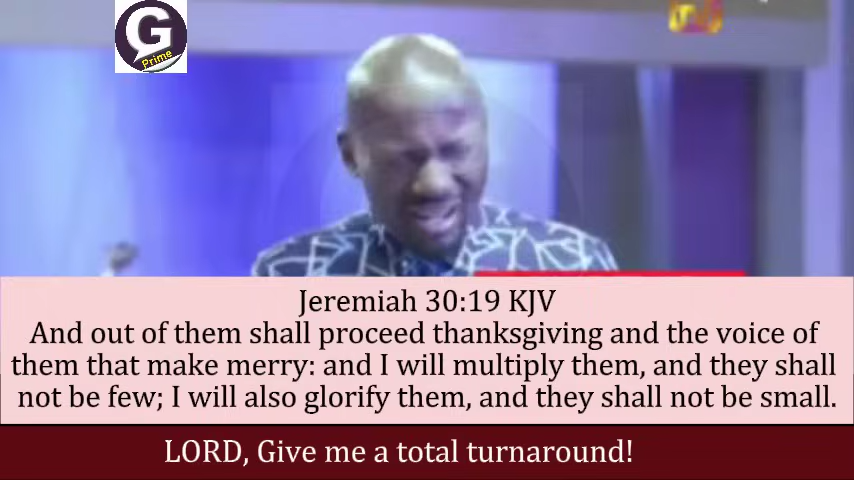 G
Prime
Jeremiah 30:19 KJV
And out of them shall proceed thanksgiving and the voice of
them that make merry: and I will multiply them, and they shall
not be few; I will also glorify them, and they shall not be small.
LORD, Give me a total turnaround!